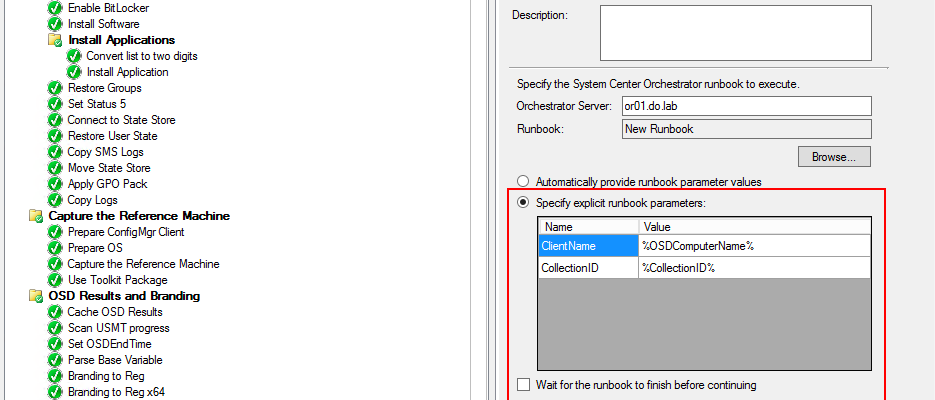 Enable BitLocker
Install Software
Install Applications
Convert list to two digits
Install Application
Restore Groups
Set Status 5
Connect to State Store
Restore User State
Copy SMS Logs
Move State Store
Apply GPO Pack
Copy Logs
Capture the Reference Machine
Prepare ConfigMgr Client
Prepare OS
Capture the Reference Machine
Use Toolkit Package
OSD Results and Branding
Cache OSD Results
Scan USMT progress
Set OSDEndTime
Parse Base Variable
Branding to Reg
Branding to Reg x64
Description:
Specify the System Center Orchestrator runbook to execute.
Orchestrator Server: or01.do.lab
Runbook: New Runbook
Browse...
Automatically provide runbook parameter values
Specify explicit runbook parameters:
Name Value
ClientName %OSDComputerName%
CollectionID %CollectionID%
Wait for the runbook to finish before continuing